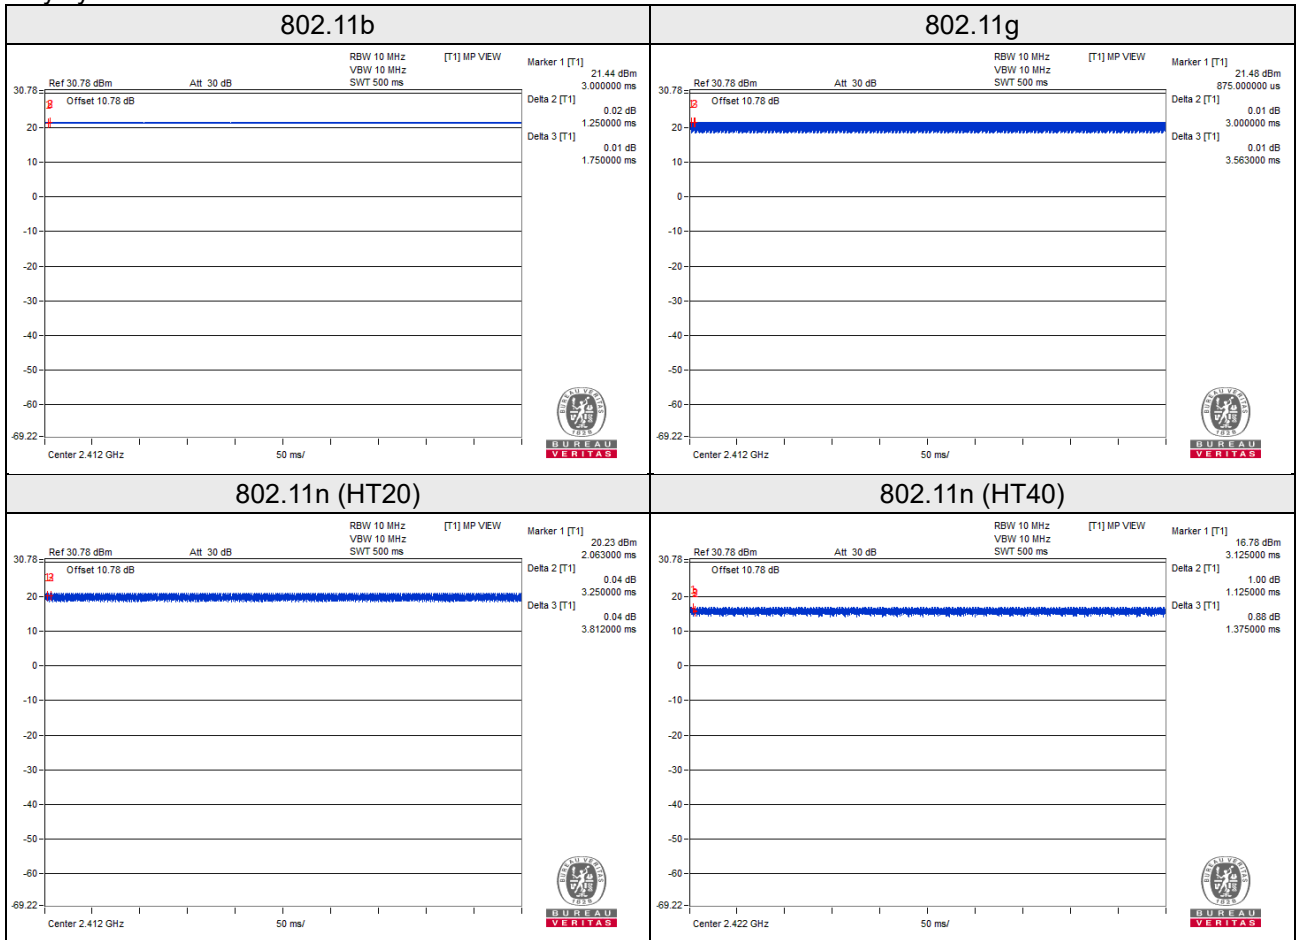 802.11b
RBW 10 MHz [T1] MP VIEW
VBW 10 MHz
Ref 30.78 dBm Att 30 dB SWT 500 ms
Marker 1 [T1]
21.44 dBm
3.000000 ms
Delta 2 [T1]
0.02 dB
1.250000 ms
Delta 3 [T1]
0.01 dB
1.750000 ms
30.78
Offset 10.78 dB
20
10
0
-10
-20
-30
-40
-50
-60
-69.22
Center 2.412 GHz 50 ms/
BUREAU VERITAS
1828
BUREAU
VERITAS
802.11g
RBW 10 MHz [T1] MP VIEW
VBW 10 MHz
Ref 30.78 dBm Att 30 dB SWT 500 ms
Marker 1 [T1]
21.48 dBm
875.000000 us
Delta 2 [T1]
0.01 dB
3.000000 ms
Delta 3 [T1]
0.01 dB
3.563000 ms
30.78
Offset 10.78 dB
20
10
0
-10
-20
-30
-40
-50
-60
-69.22
Center 2.412 GHz 50 ms/
BUREAU VERITAS
1828
BUREAU
VERITAS
802.11n (HT20)
RBW 10 MHz [T1] MP VIEW
VBW 10 MHz
Ref 30.78 dBm Att 30 dB SWT 500 ms
Marker 1 [T1]
20.23 dBm
2.063000 ms
Delta 2 [T1]
0.04 dB
3.250000 ms
Delta 3 [T1]
0.04 dB
3.812000 ms
30.78
Offset 10.78 dB
20
10
0
-10
-20
-30
-40
-50
-60
-69.22
Center 2.412 GHz 50 ms/
BUREAU VERITAS
1828
BUREAU
VERITAS
802.11n (HT40)
RBW 10 MHz [T1] MP VIEW
VBW 10 MHz
Ref 30.78 dBm Att 30 dB SWT 500 ms
Marker 1 [T1]
16.78 dBm
3.125000 ms
Delta 2 [T1]
1.00 dB
1.125000 ms
Delta 3 [T1]
0.88 dB
1.375000 ms
30.78
Offset 10.78 dB
20
10
0
-10
-20
-30
-40
-50
-60
-69.22
Center 2.422 GHz 50 ms/
BUREAU VERITAS
1828
BUREAU
VERITAS